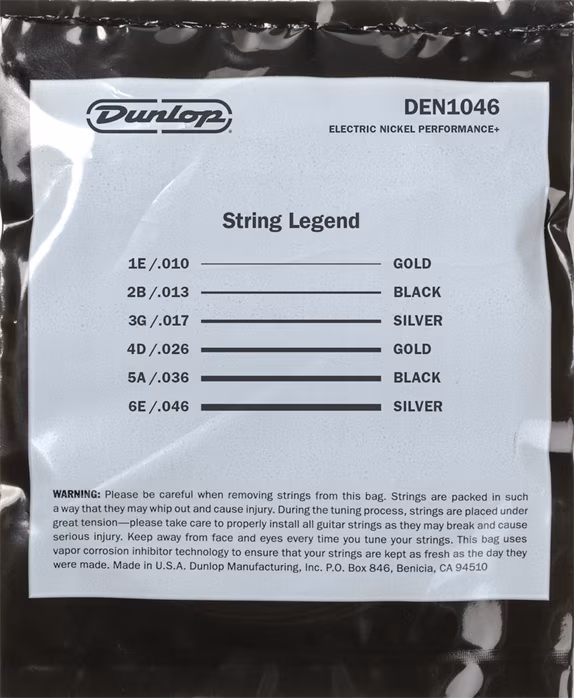 Dunlop®
DEN1046
ELECTRIC NICKEL PERFORMANCE+
String Legend
1E/.010 GOLD
2B/.013 BLACK
3G/.017 SILVER
4D/.026 GOLD
5A/.036 BLACK
6E/.046 SILVER
WARNING: Please be careful when removing strings from this bag. Strings are packed in such
a way that they may whip out and cause injury. During the tuning process, strings are placed under
great tension—please take care to properly install all guitar strings as they may break and cause
serious injury. Keep away from face and eyes every time you tune your strings. This bag uses
vapor corrosion inhibitor technology to ensure that your strings are kept as fresh as the day they
were made. Made in U.S.A. Dunlop Manufacturing, Inc. P.O. Box 846, Benicia, CA 94510